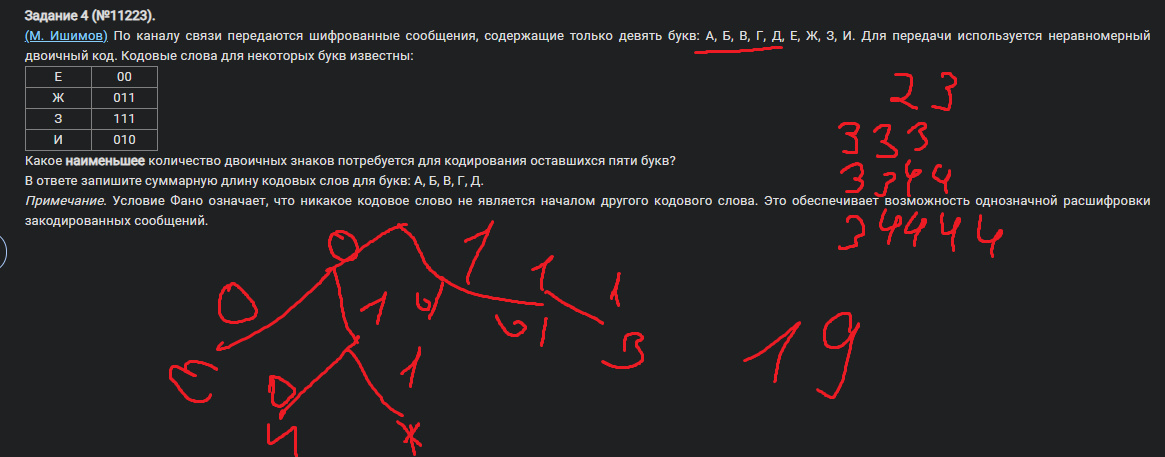 Задание 4 (№11223).
(М. Ишимов) По каналу связи передаются шифрованные сообщения, содержащие только девять букв: А, Б, В, Г, Д, Е, Ж, З, И. Для передачи используется неравномерный
двоичный код. Кодовые слова для некоторых букв известны:
Е 00
Ж 011
З 111
И 010
Какое наименьшее количество двоичных знаков потребуется для кодирования оставшихся пяти букв?
В ответе запишите суммарную длину кодовых слов для букв: А, Б, В, Г, Д.
Примечание. Условие Фано означает, что никакое кодовое слово не является началом другого кодового слова. Это обеспечивает возможность однозначной расшифровки
закодированных сообщений.
2 3
3 3 3
3 3 4 4
3 4 4 4 4
19
0 1
0 1 0 1
Е 0 1 0 1
И Ж З